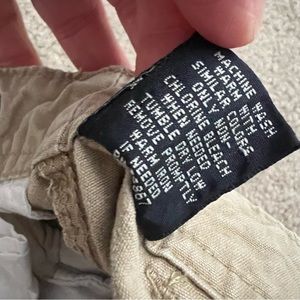 MACHINE WASH
WARM WITH
SIMILAR COLORS
ONLY NON-
CHLORINE BLEACH
WHEN NEEDED
TUMBLE DRY LOW
REMOVE PROMPTLY
WARM IRON
IF NEEDED